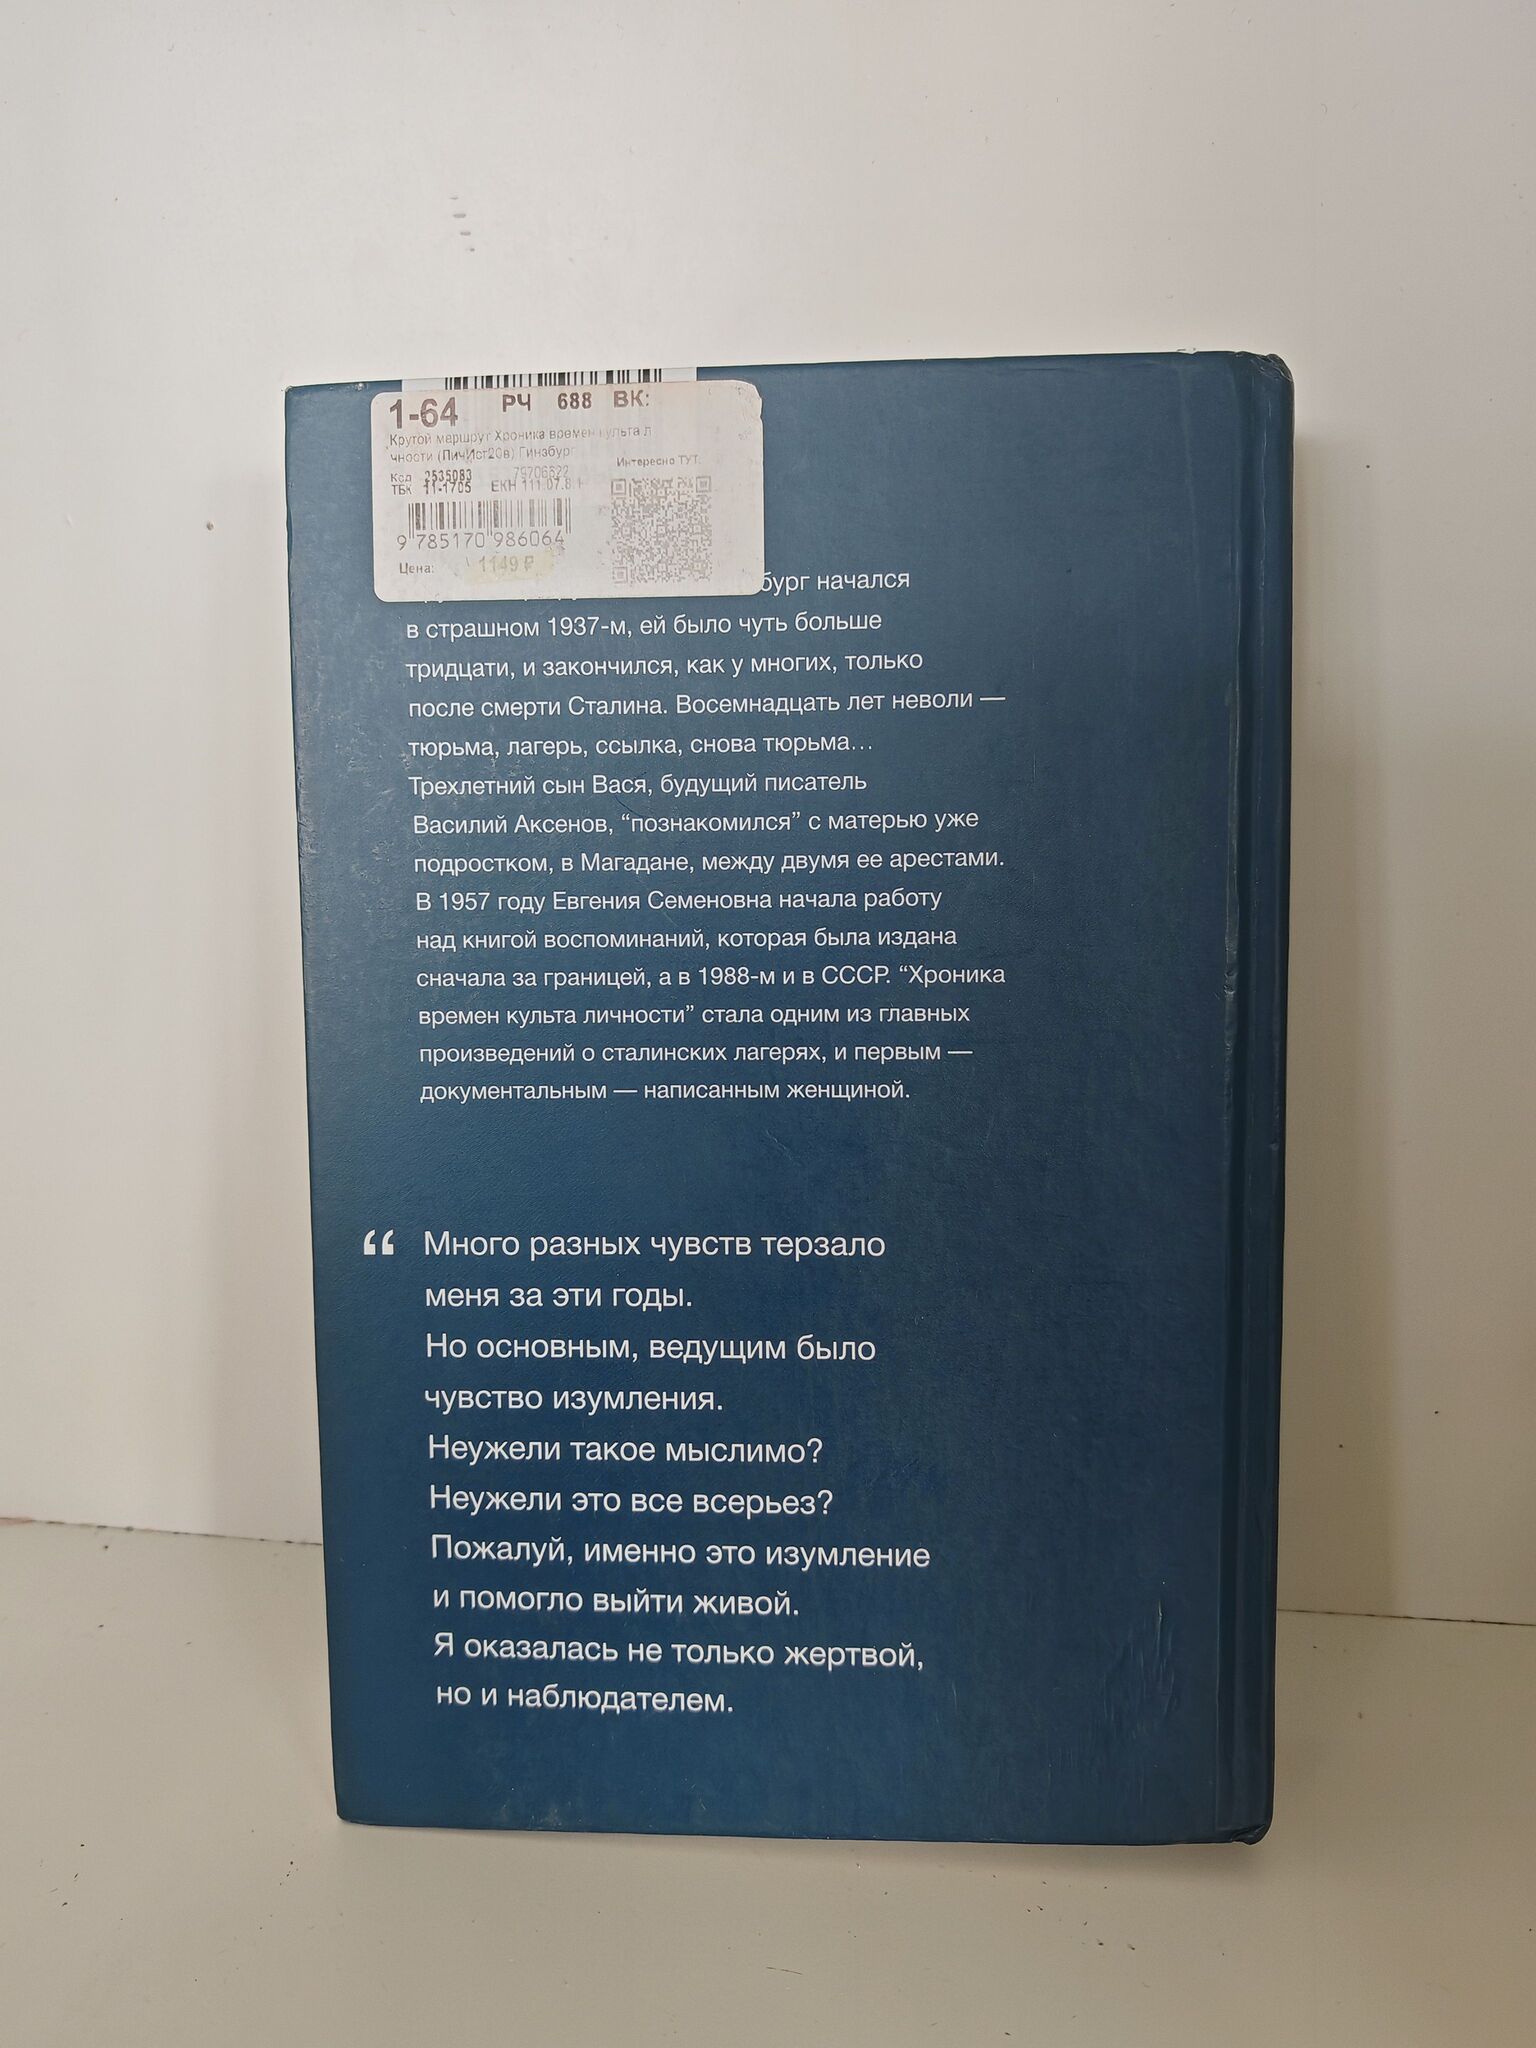 1-64 РЧ 688 ВК:
Крутой маршрут Хроника времен культа л
чности (ЛичИст20в) Гинзбург
Интересно ТУТ.
Код 2535083 79706622
ТБК 11-1705 ЕКН 111.07.8.1
9 785170 986064
Цена: 1149 ₽
бург начался
в страшном 1937-м, ей было чуть больше
тридцати, и закончился, как у многих, только
после смерти Сталина. Восемнадцать лет неволи —
тюрьма, лагерь, ссылка, снова тюрьма…
Трехлетний сын Вася, будущий писатель
Василий Аксенов, “познакомился” с матерью уже
подростком, в Магадане, между двумя ее арестами.
В 1957 году Евгения Семеновна начала работу
над книгой воспоминаний, которая была издана
сначала за границей, а в 1988-м и в СССР. “Хроника
времен культа личности” стала одним из главных
произведений о сталинских лагерях, и первым —
документальным — написанным женщиной.
“ Много разных чувств терзало
меня за эти годы.
Но основным, ведущим было
чувство изумления.
Неужели такое мыслимо?
Неужели это все всерьез?
Пожалуй, именно это изумление
и помогло выйти живой.
Я оказалась не только жертвой,
но и наблюдателем.